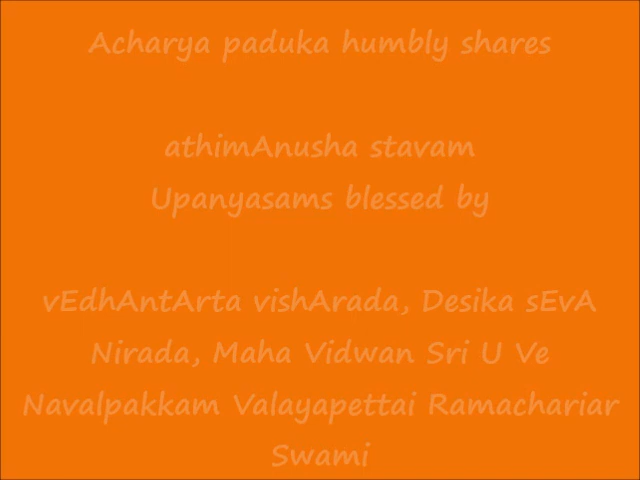 Acharya paduka humbly shares
athimAnusha stavam
Upanyasams blessed by
vEdhAntArta vishArada, Desika sEvA
Nirada, Maha Vidwan Sri U Ve
Navalpakkam Valayapettai Ramachariar
Swami